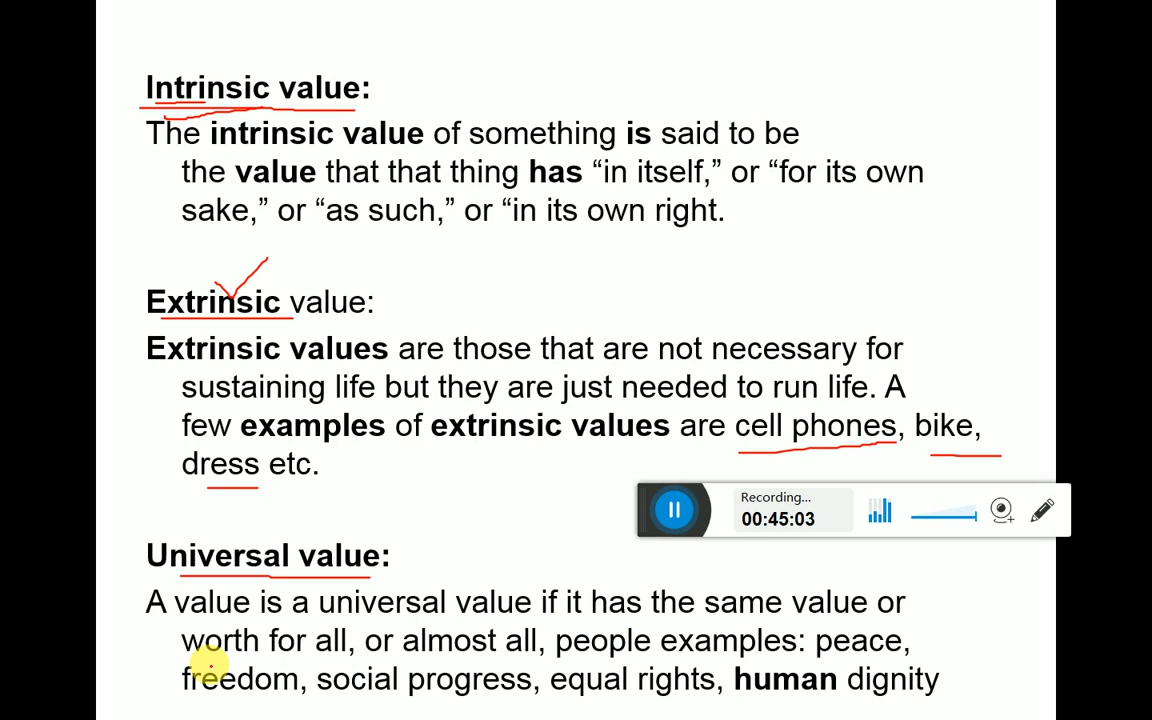 Intrinsic value:
The intrinsic value of something is said to be
the value that that thing has “in itself,” or “for its own
sake,” or “as such,” or “in its own right.
Extrinsic value:
Extrinsic values are those that are not necessary for
sustaining life but they are just needed to run life. A
few examples of extrinsic values are cell phones, bike,
dress etc.
Recording...
00:45:03
Universal value:
A value is a universal value if it has the same value or
worth for all, or almost all, people examples: peace,
freedom, social progress, equal rights, human dignity